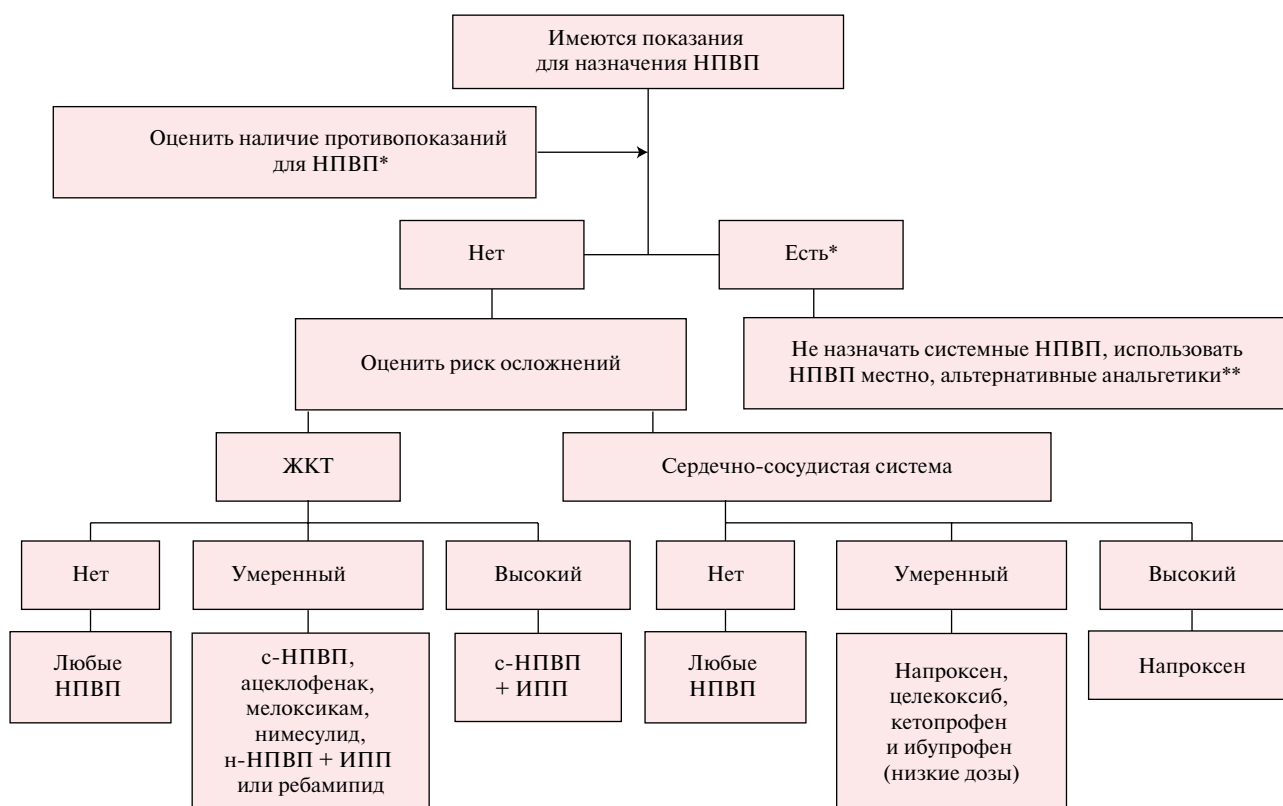 Имеются показания
для назначения НПВП
Оценить наличие противопоказаний
для НПВП*
Нет
Есть*
Оценить риск осложнений
Не назначать системные НПВП, использовать
НПВП местно, альтернативные анальгетики**
ЖКТ
Сердечно-сосудистая система
Нет
Умеренный
Высокий
Нет
Умеренный
Высокий
Любые
НПВП
с-НПВП,
ацеклофенак,
мелоксикам,
нимесулид,
н-НПВП + ИПП
или ребамипид
с-НПВП
+ ИПП
Любые
НПВП
Напроксен,
целекоксиб,
кетопрофен
и ибупрофен
(низкие дозы)
Напроксен